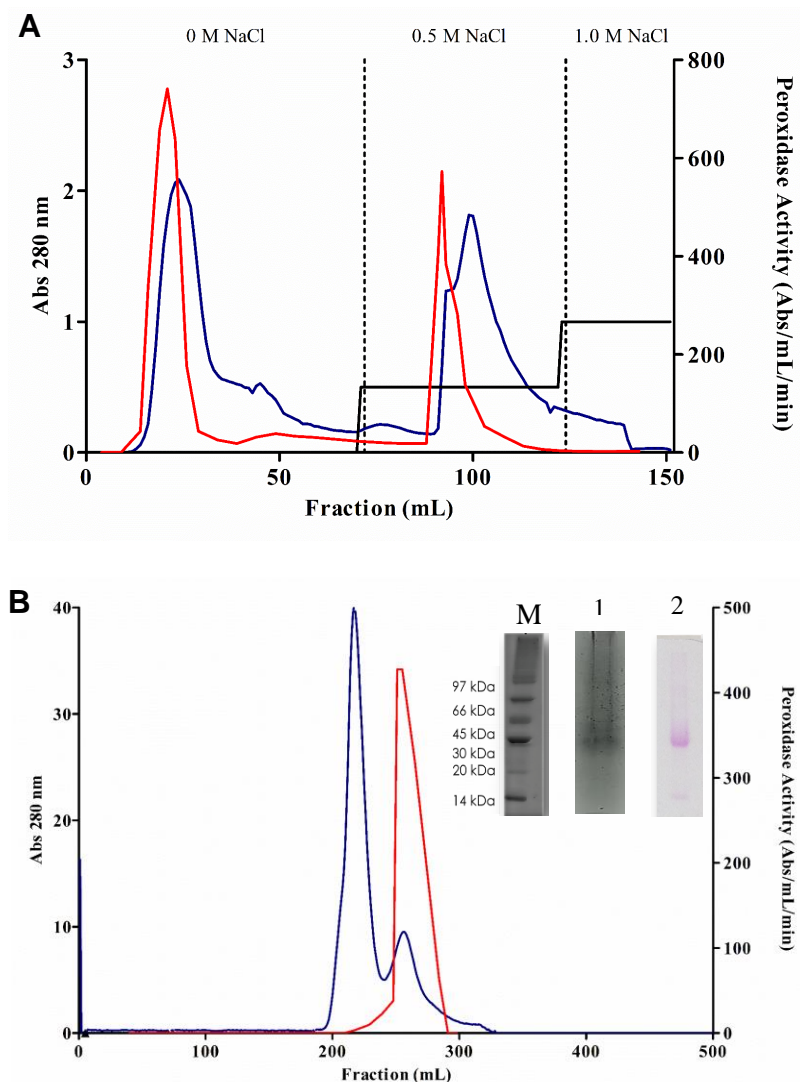 A
0 M NaCl 0.5 M NaCl 1.0 M NaCl
3 800
2 600
400
1 200
0 0
0 50 100 150
Abs 280 nm
Peroxidase Activity (Abs/mL/min)
Fraction (mL)
B
M 1 2
40 500
97 kDa
66 kDa
45 kDa
30 kDa
20 kDa
14 kDa
400
30
300
20
200
10
100
0 0
0 100 200 300 400 500
Abs 280 nm
Peroxidase Activity (Abs/mL/min)
Fraction (mL)